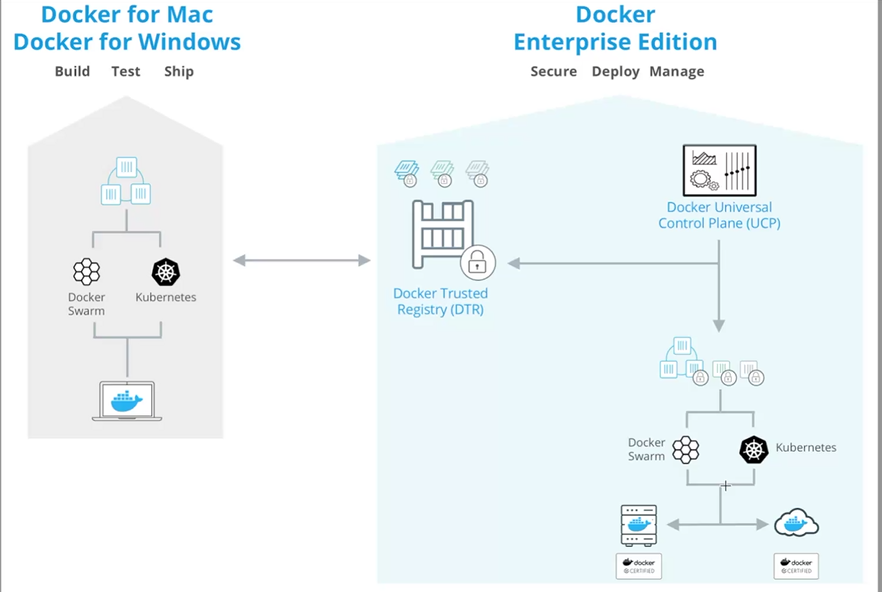 Docker for Mac
Docker for Windows
Build Test Ship
Docker
Swarm
Kubernetes
Docker
Enterprise Edition
Secure Deploy Manage
Docker Trusted
Registry (DTR)
Docker Universal
Control Plane (UCP)
Docker
Swarm
Kubernetes
docker
CERTIFIED
docker
CERTIFIED